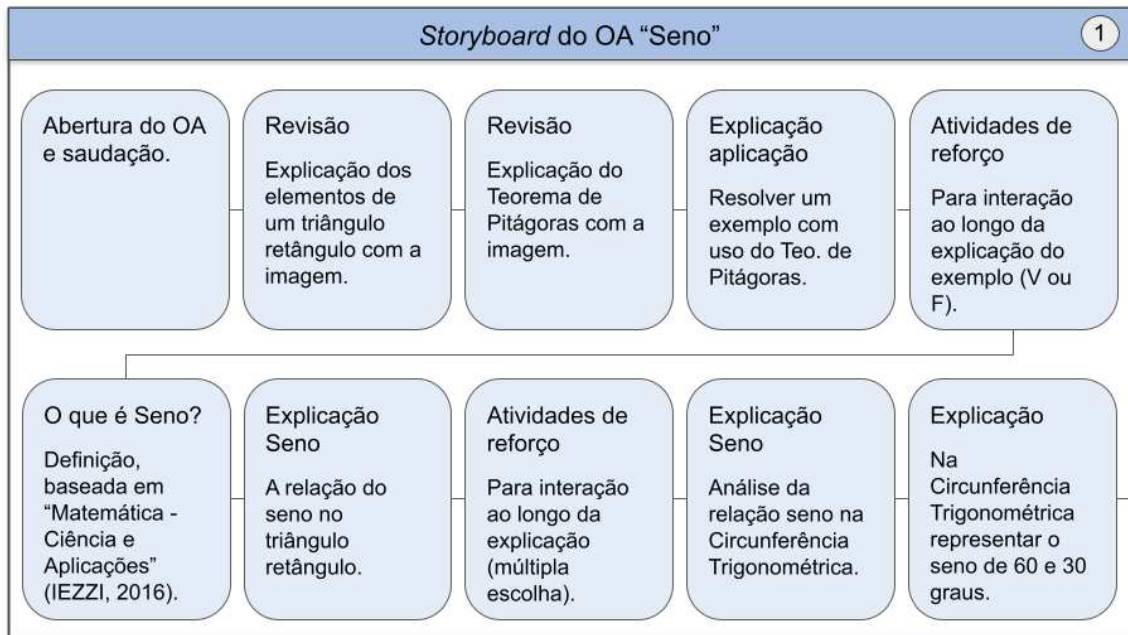 Storyboard do OA “Seno”
1
Abertura do OA
e saudação.
Revisão
Explicação dos
elementos de
um triângulo
retângulo com a
imagem.
Revisão
Explicação do
Teorema de
Pitágoras com a
imagem.
Explicação
aplicação
Resolver um
exemplo com
uso do Teo. de
Pitágoras.
Atividades de
reforço
Para interação
ao longo da
explicação do
exemplo (V ou
F).
O que é Seno?
Definição,
baseada em
“Matemática -
Ciência e
Aplicações”
(IEZZI, 2016).
Explicação
Seno
A relação do
seno no
triângulo
retângulo.
Atividades de
reforço
Para interação
ao longo da
explicação
(múltipla
escolha).
Explicação
Seno
Análise da
relação seno na
Circunferência
Trigonométrica.
Explicação
Na
Circunferência
Trigonométrica
representar o
seno de 60 e 30
graus.